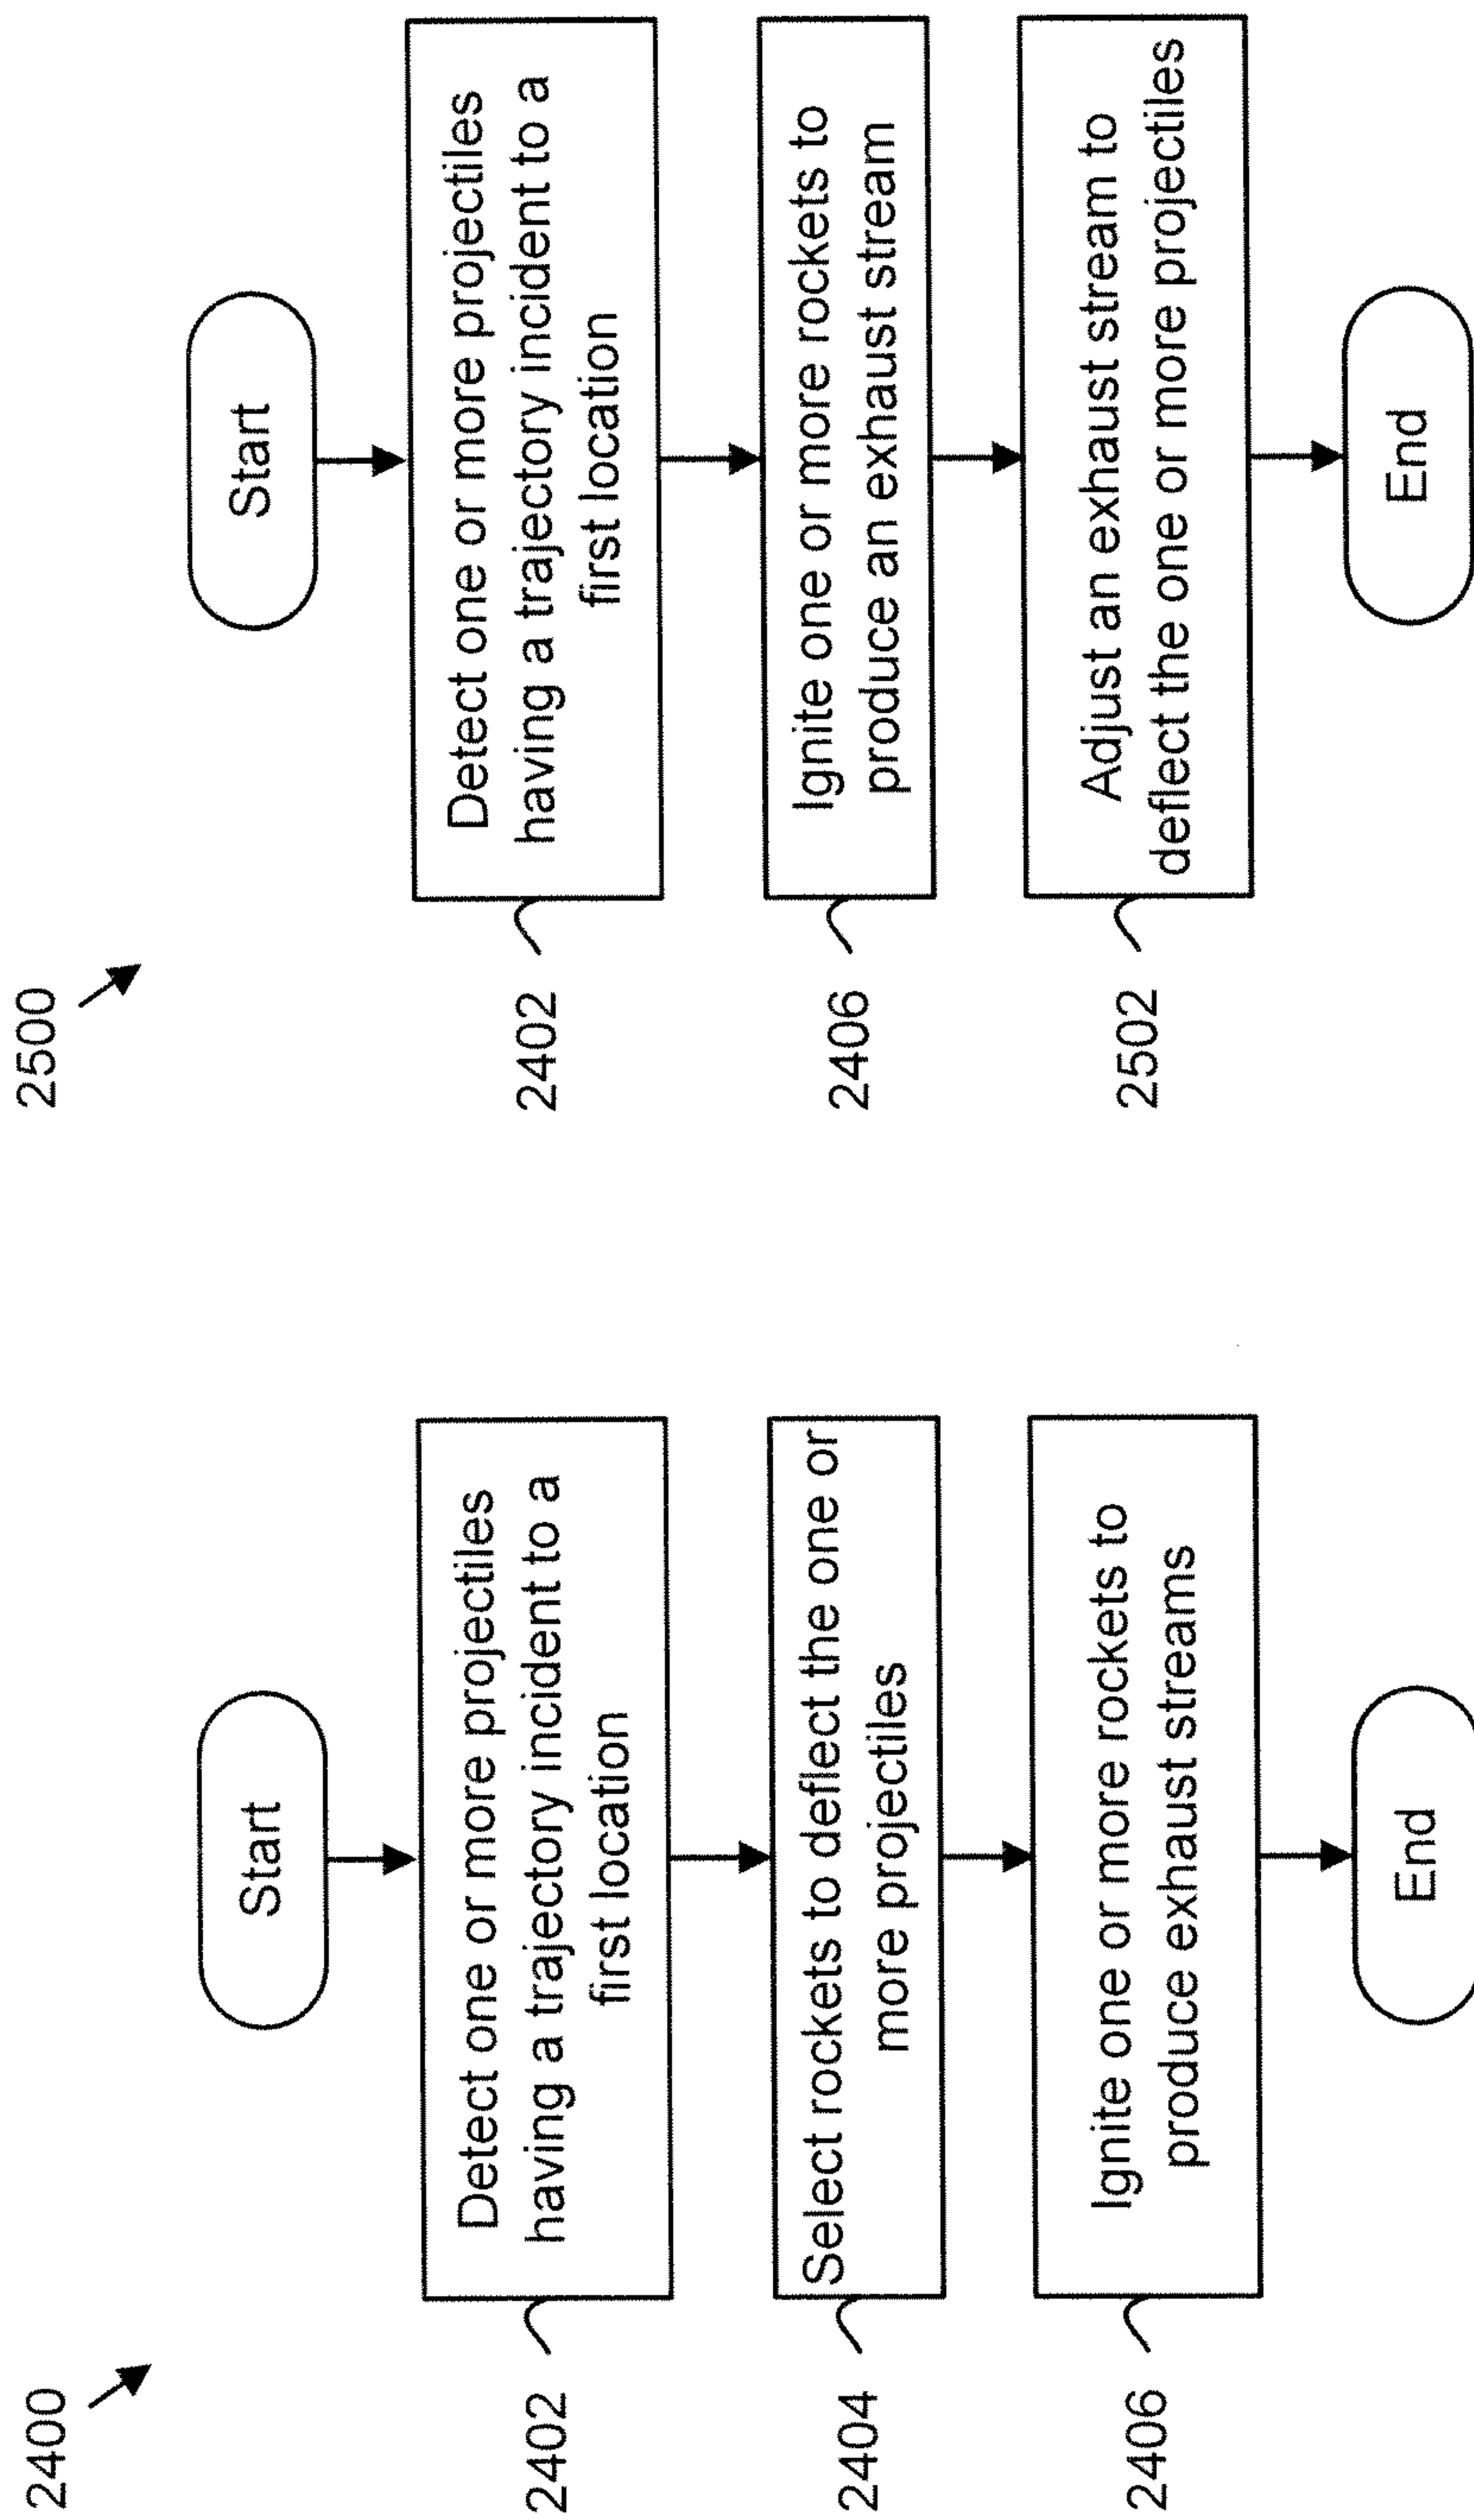 2400
Start
Detect one or more projectiles
having a trajectory incident to a
first location
2402
Select rockets to deflect the one or
more projectiles
2404
Ignite one or more rockets to
produce exhaust streams
2406
End
2500
Start
Detect one or more projectiles
having a trajectory incident to a
first location
2402
Ignite one or more rockets to
produce an exhaust stream
2406
Adjust an exhaust stream to
deflect the one or more projectiles
2502
End